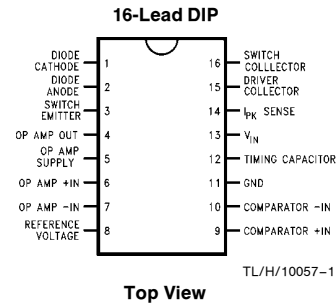 16-Lead DIP
DIODE
CATHODE
1
DIODE
ANODE
2
SWITCH
EMITTER
3
OP AMP OUT
4
OP AMP
SUPPLY
5
OP AMP +IN
6
OP AMP −IN
7
REFERENCE
VOLTAGE
8
16
SWITCH
COLLLECTOR
15
DRIVER
COLLECTOR
14
IPK SENSE
13
VIN
12
TIMING CAPACITOR
11
GND
10
COMPARATOR −IN
9
COMPARATOR +IN
TL/H/10057–1
Top View